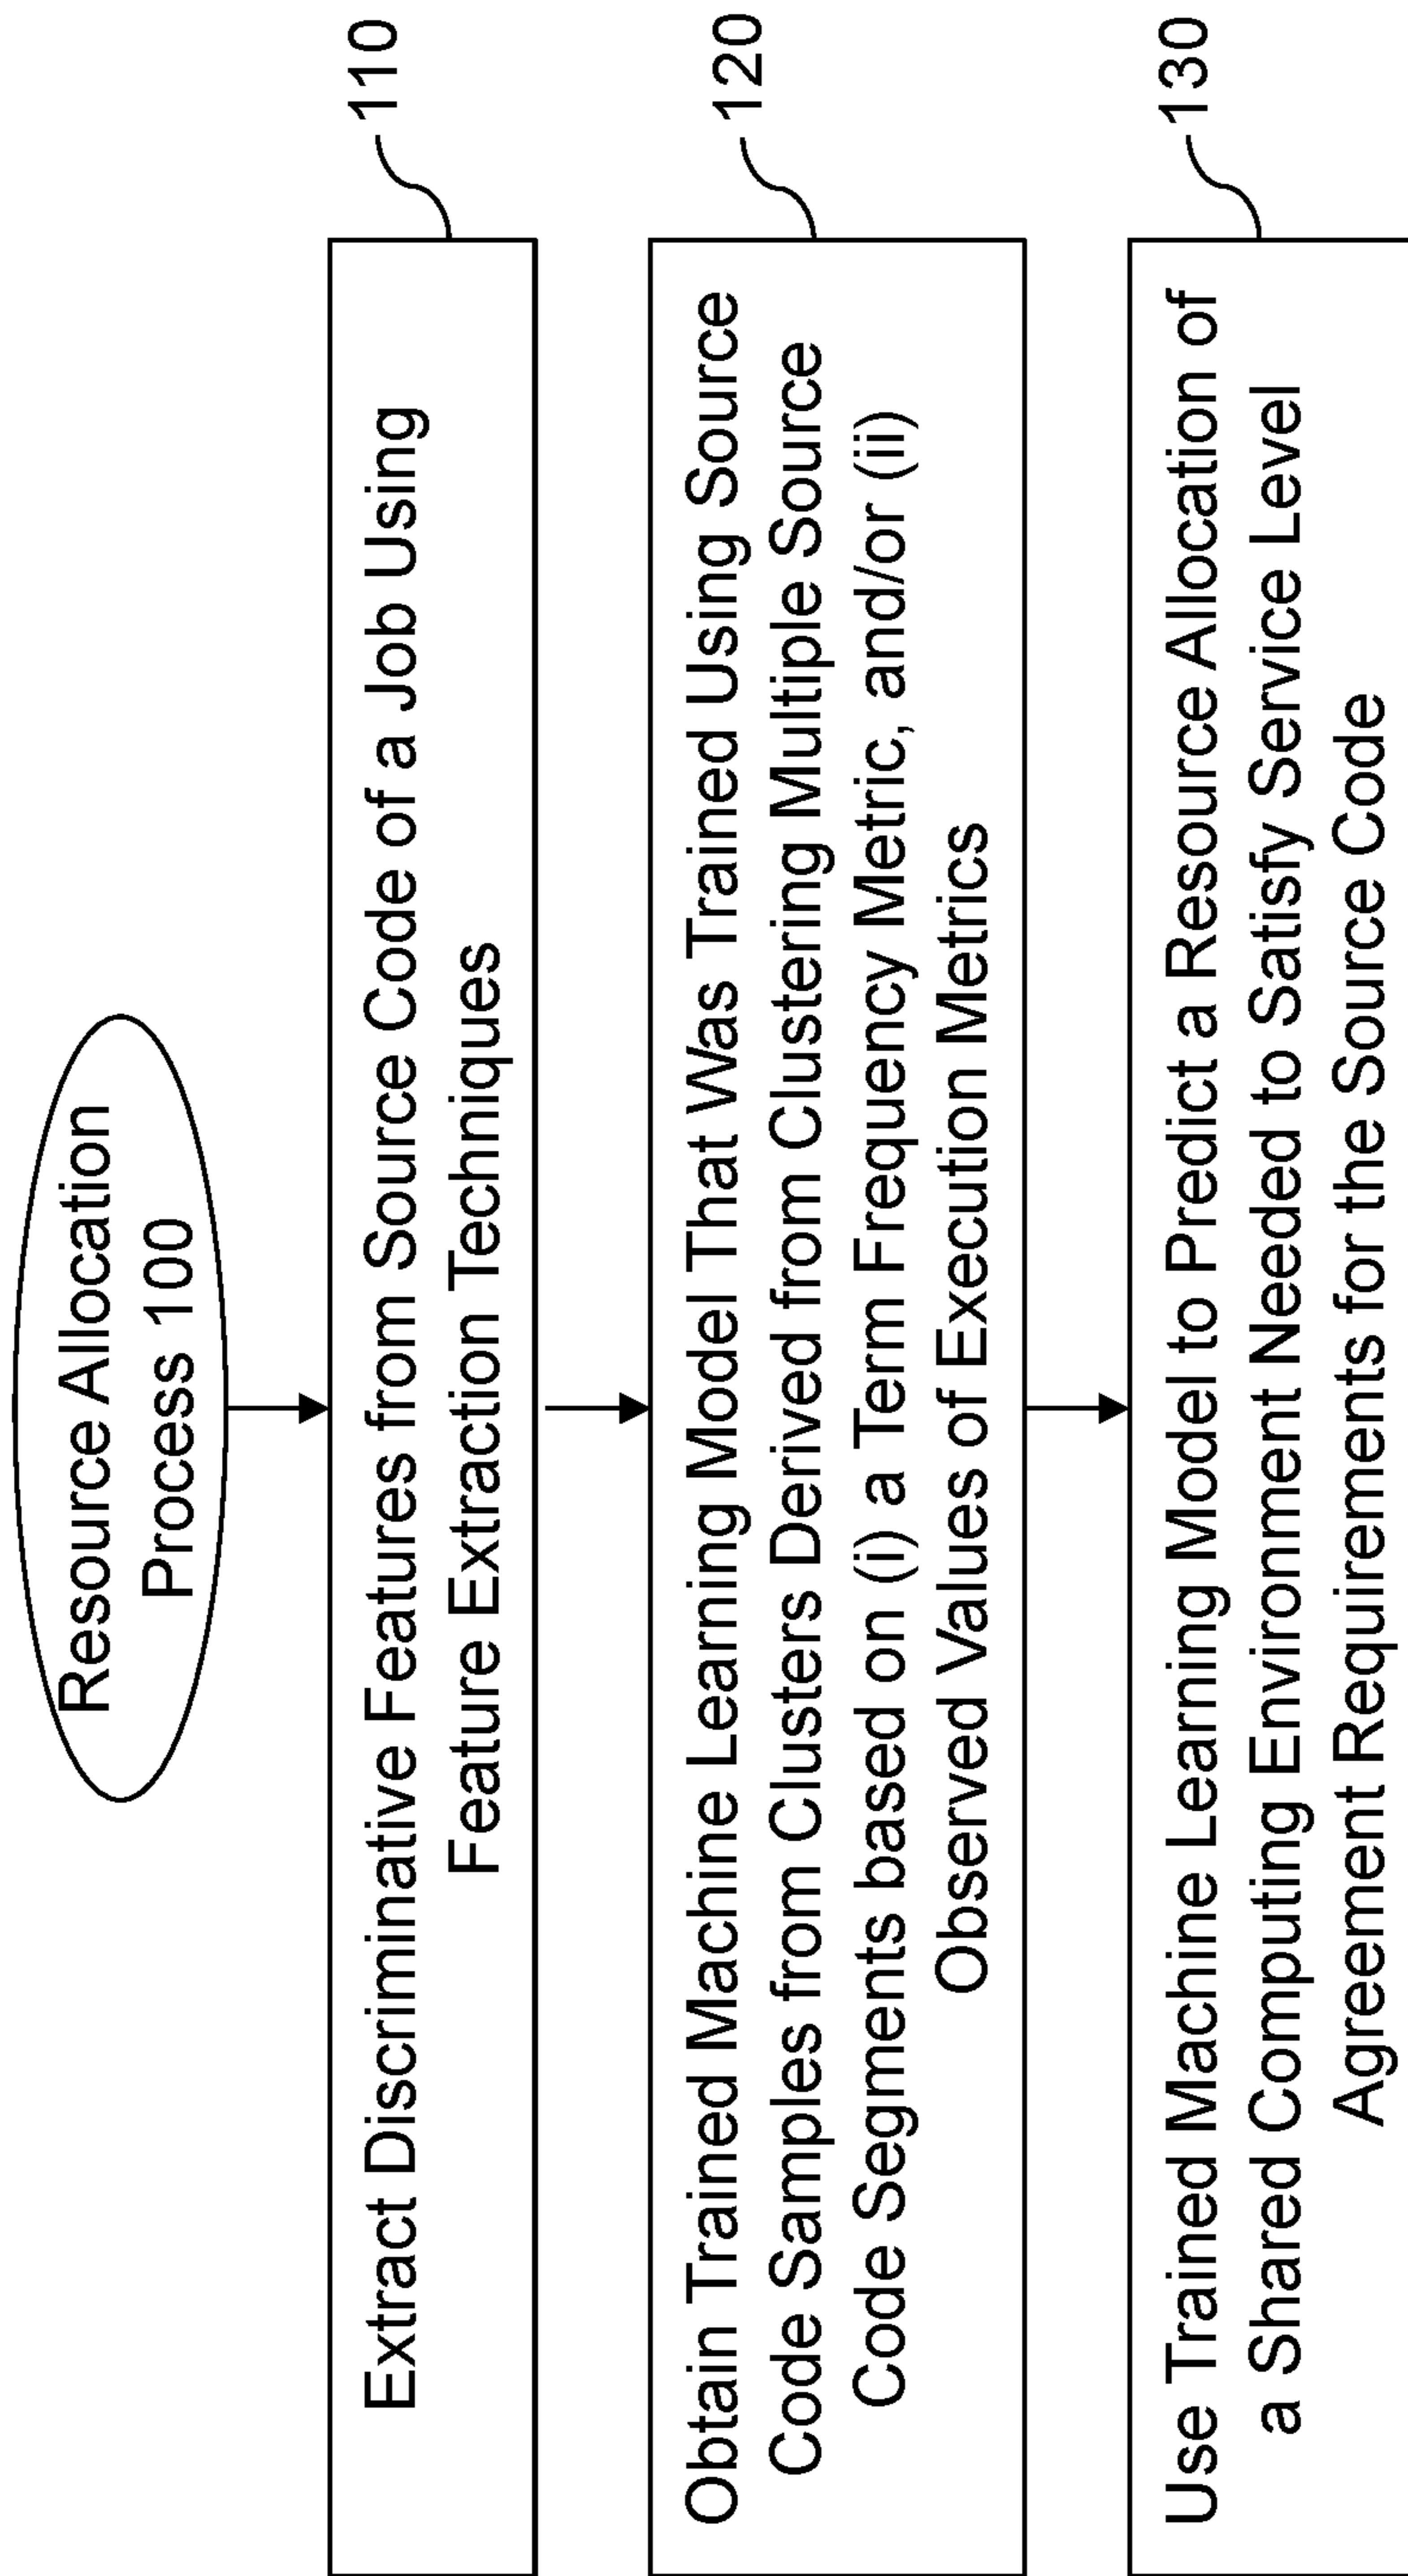 Resource Allocation
Process 100
110
Extract Discriminative Features from Source Code of a Job Using
Feature Extraction Techniques
120
Obtain Trained Machine Learning Model That Was Trained Using Source
Code Samples from Clusters Derived from Clustering Multiple Source
Code Segments based on (i) a Term Frequency Metric, and/or (ii)
Observed Values of Execution Metrics
130
Use Trained Machine Learning Model to Predict a Resource Allocation of
a Shared Computing Environment Needed to Satisfy Service Level
Agreement Requirements for the Source Code